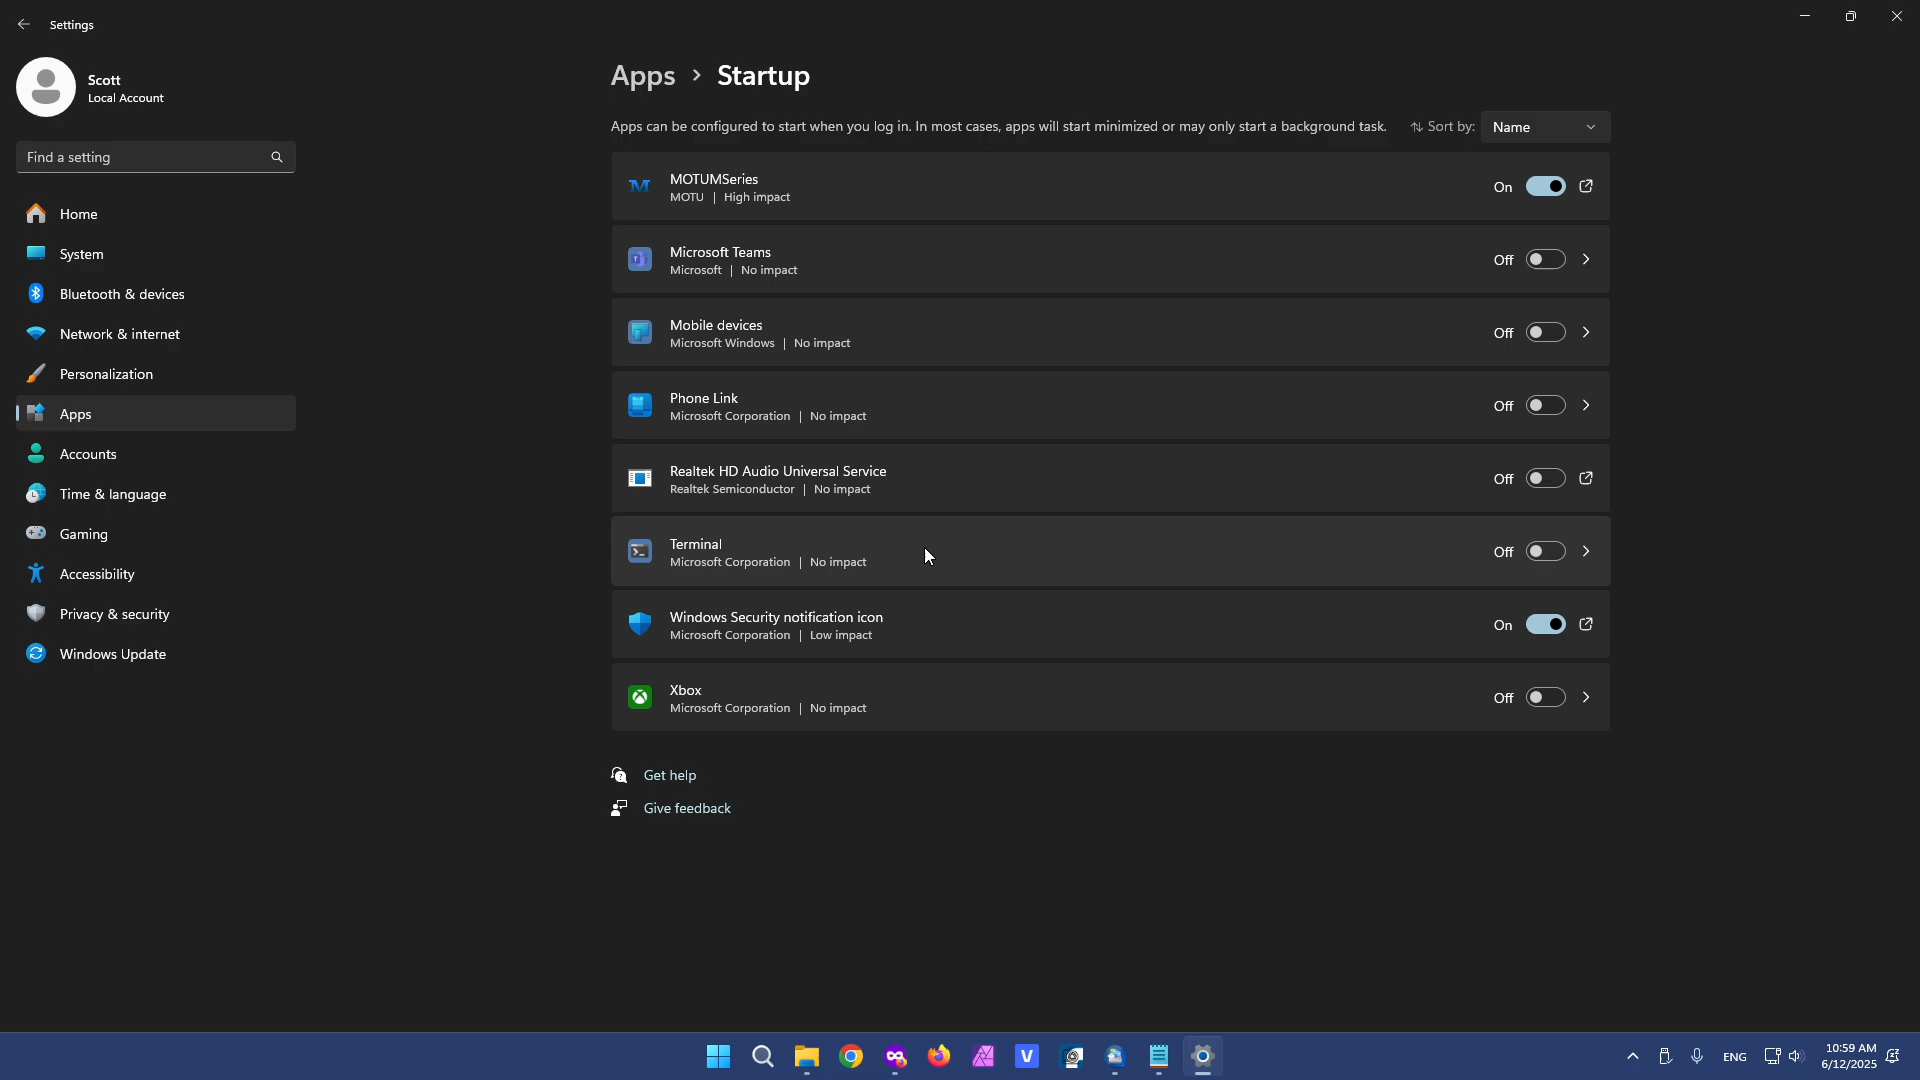 Settings
Scott
Local Account
Find a setting
Home
System
Bluetooth & devices
Network & internet
Personalization
Apps
Accounts
Time & language
Gaming
Accessibility
Privacy & security
Windows Update
Apps > Startup
Apps can be configured to start when you log in. In most cases, apps will start minimized or may only start a background task.
Sort by: Name
MOTUMSeries
MOTU | High impact
On
Microsoft Teams
Microsoft | No impact
Off
Mobile devices
Microsoft Windows | No impact
Off
Phone Link
Microsoft Corporation | No impact
Off
Realtek HD Audio Universal Service
Realtek Semiconductor | No impact
Off
Terminal
Microsoft Corporation | No impact
Off
Windows Security notification icon
Microsoft Corporation | Low impact
On
Xbox
Microsoft Corporation | No impact
Off
Get help
Give feedback
ENG
10:59 AM
6/12/2025